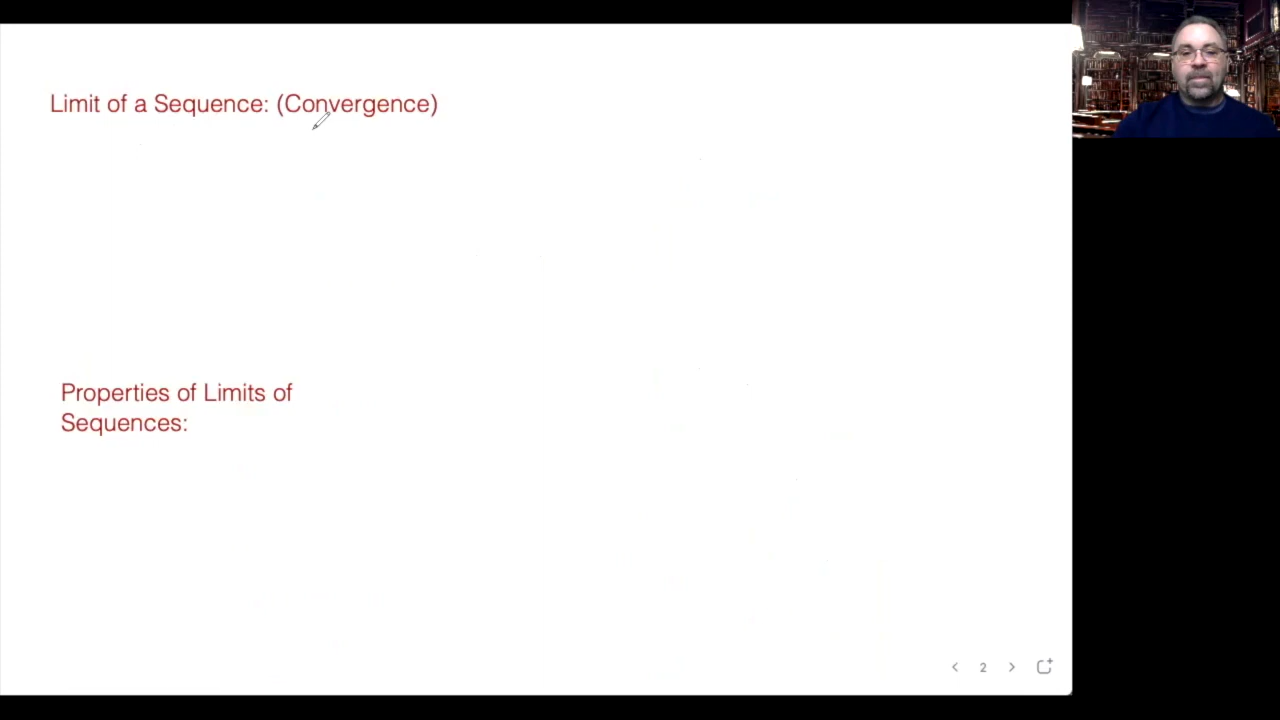 Limit of a Sequence: (Convergence)
Properties of Limits of
Sequences:
2